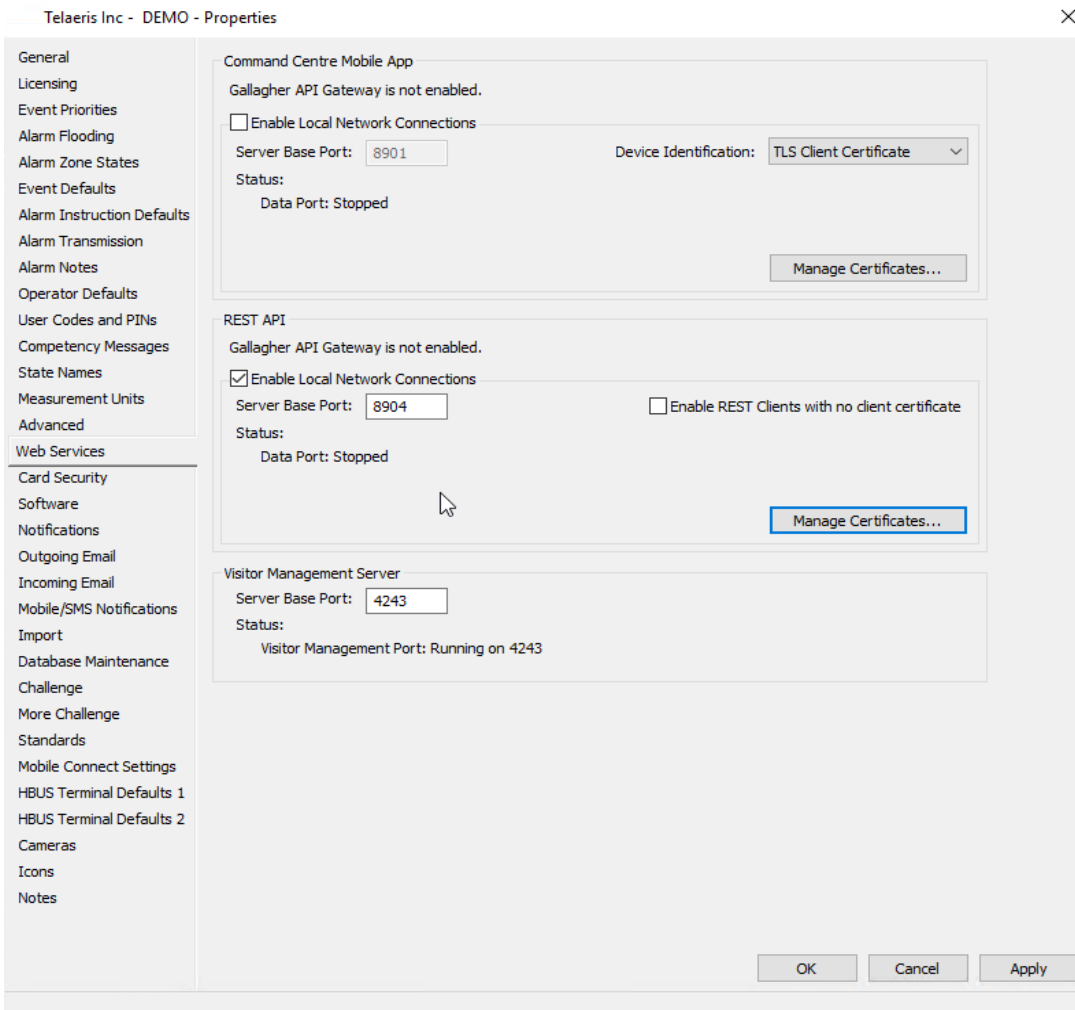 Telaeris Inc - DEMO - Properties
General
Licensing
Event Priorities
Alarm Flooding
Alarm Zone States
Event Defaults
Alarm Instruction Defaults
Alarm Transmission
Alarm Notes
Operator Defaults
User Codes and PINs
Competency Messages
State Names
Measurement Units
Advanced
Web Services
Card Security
Software
Notifications
Outgoing Email
Incoming Email
Mobile/SMS Notifications
Import
Database Maintenance
Challenge
More Challenge
Standards
Mobile Connect Settings
HBUS Terminal Defaults 1
HBUS Terminal Defaults 2
Cameras
Icons
Notes
Command Centre Mobile App
Gallagher API Gateway is not enabled.
Enable Local Network Connections
Server Base Port: 8901 Device Identification: TLS Client Certificate
Status:
Data Port: Stopped
Manage Certificates...
REST API
Gallagher API Gateway is not enabled.
Enable Local Network Connections
Server Base Port: 8904 Enable REST Clients with no client certificate
Status:
Data Port: Stopped
Manage Certificates...
Visitor Management Server
Server Base Port: 4243
Status:
Visitor Management Port: Running on 4243
OK Cancel Apply